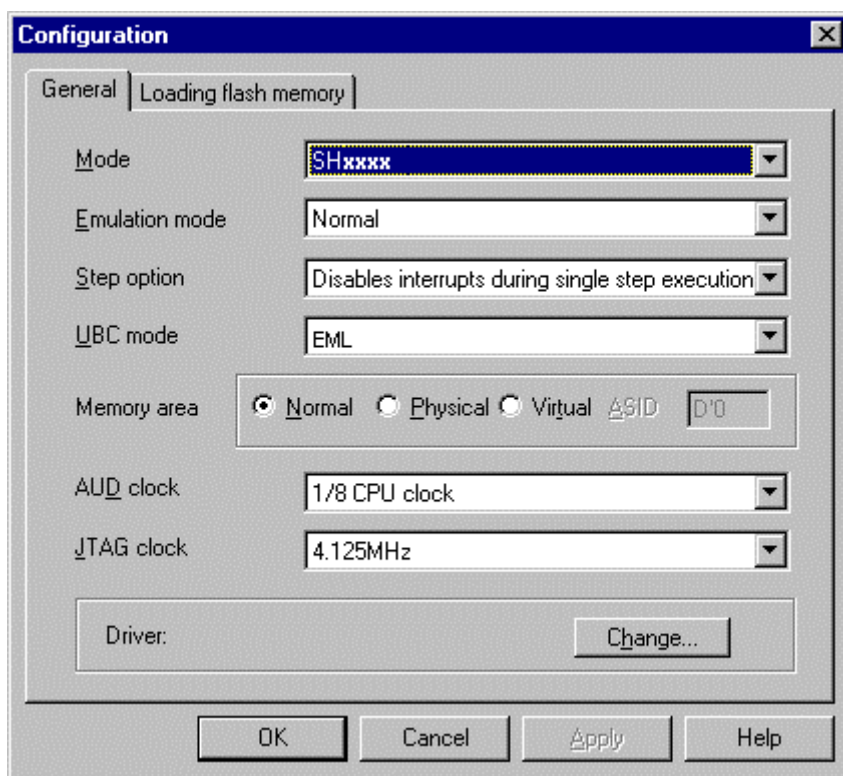 Configuration
General Loading flash memory
Mode SHxxxx
Emulation mode Normal
Step option Disables interrupts during single step execution
UBC mode EML
Memory area Normal Physical Virtual ASID D'0
AUD clock 1/8 CPU clock
JTAG clock 4.125MHz
Driver: Change...
OK Cancel Apply Help